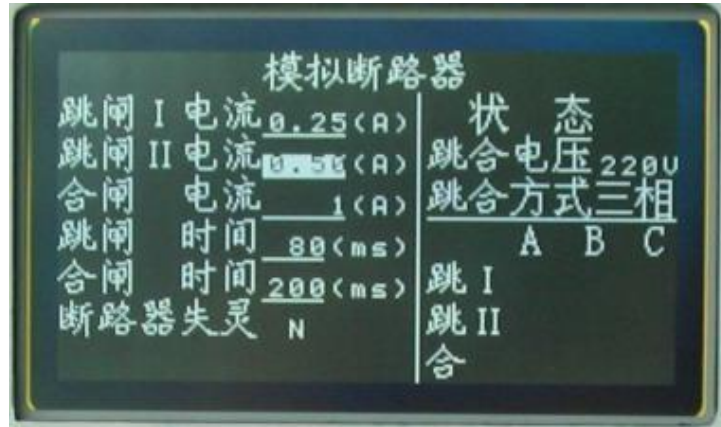 模拟断路器
跳闸 I 电流 0.25(A)
跳闸 II 电流 0.50(A)
合闸 电流 1(A)
跳闸 时间 80(ms)
合闸 时间 200(ms)
断路器失灵 N
状 态
跳合电压 220V
跳合方式三相
A B C
跳 I
跳 II
合